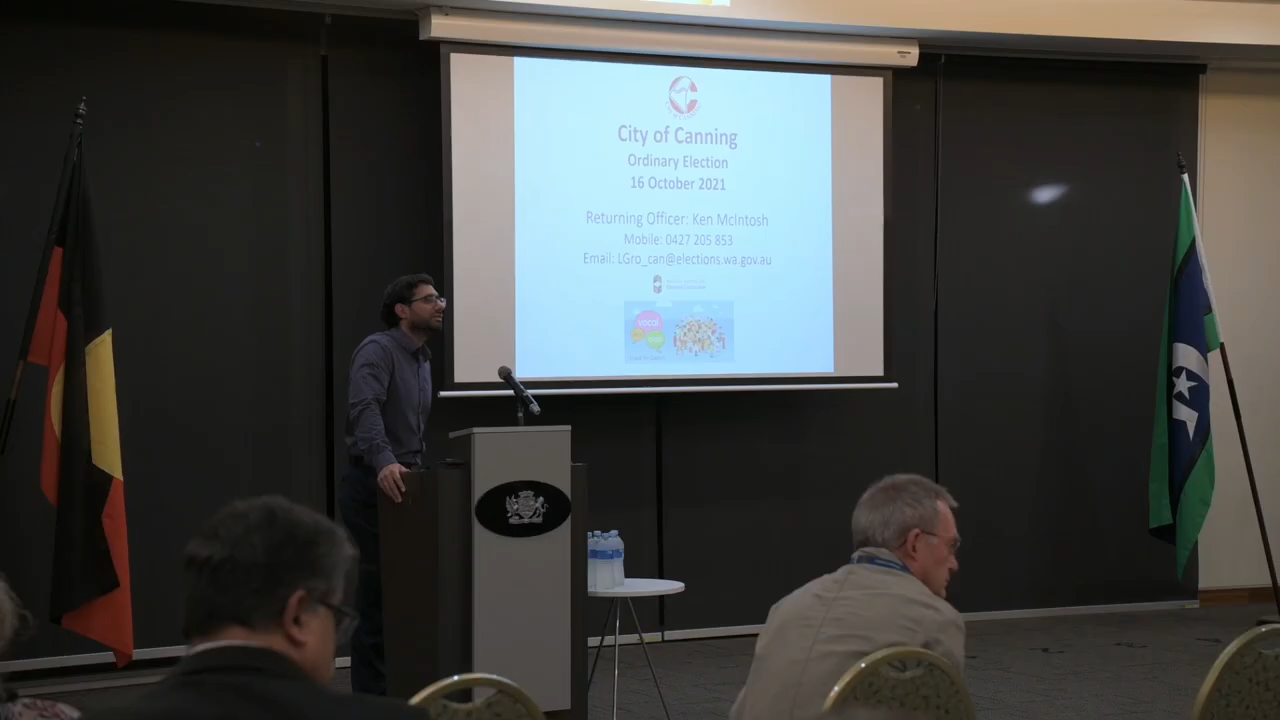 City of Canning
Ordinary Election
16 October 2021
Returning Officer: Ken McIntosh
Mobile: 0427 205 853
Email: LGro_can@elections.wa.gov.au
vocal